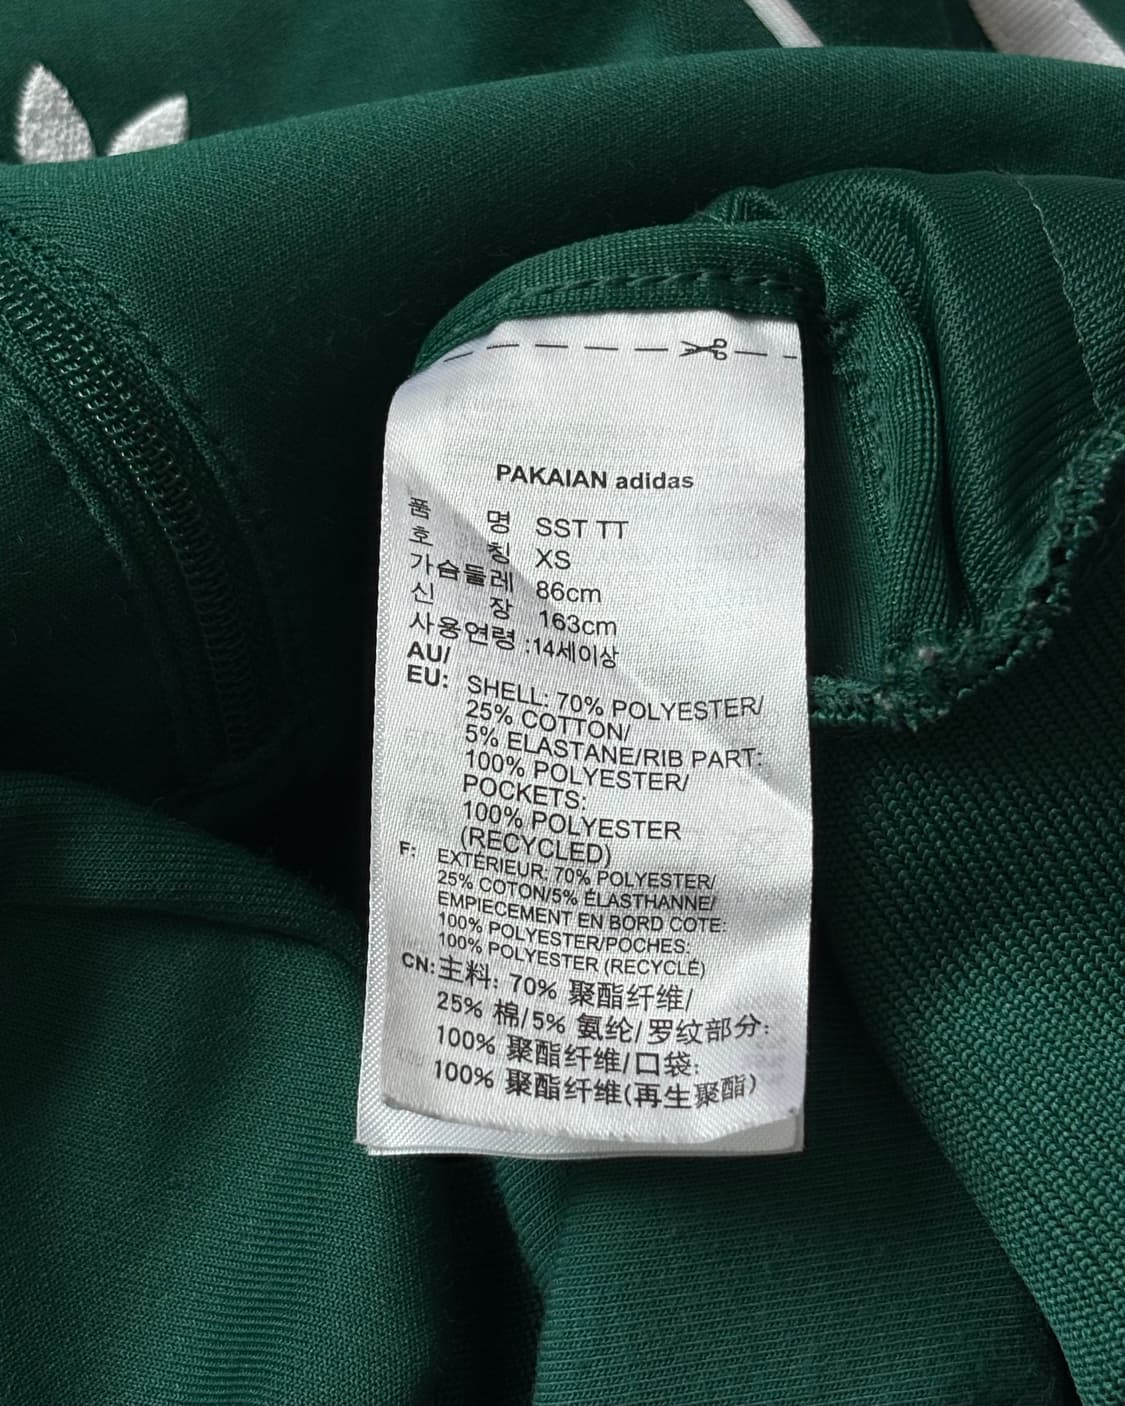 PAKAIAN adidas
품 명 SST TT
호 칭 XS
가슴둘레 86cm
신 장 163cm
사용연령 :14세이상
AU/
EU: SHELL: 70% POLYESTER/
25% COTTON/
5% ELASTANE/RIB PART:
100% POLYESTER/
POCKETS:
100% POLYESTER
(RECYCLED)
F: EXTÉRIEUR: 70% POLYESTER/
25% COTON/5% ÉLASTHANNE/
EMPIECEMENT EN BORD COTE:
100% POLYESTER/POCHES:
100% POLYESTER (RECYCLÉ)
CN: 主料: 70% 聚酯纤维/
25% 棉/5% 氨纶/罗纹部分:
100% 聚酯纤维/口袋:
100% 聚酯纤维(再生聚酯)